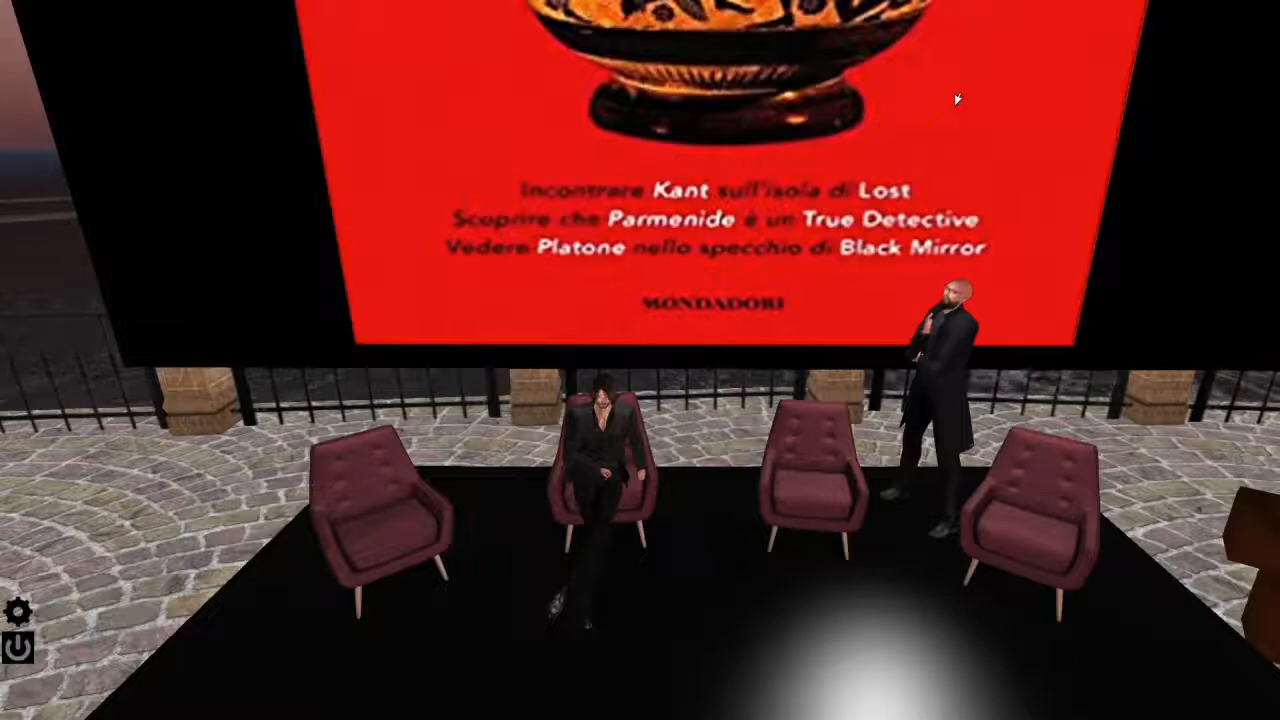 Incontrare Kant sull'isola di Lost
Scoprire che Parmenide è un True Detective
Vedere Platone nello specchio di Black Mirror
MONDADORI